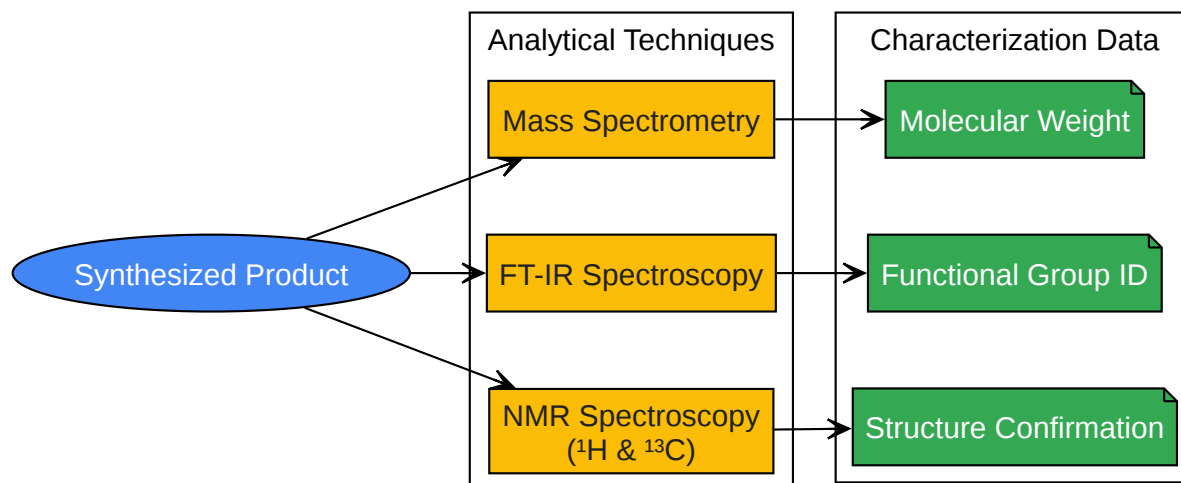 Analytical Techniques
Characterization Data
Mass Spectrometry
Molecular Weight
Synthesized Product
FT-IR Spectroscopy
Functional Group ID
NMR Spectroscopy
(¹H & ¹³C)
Structure Confirmation